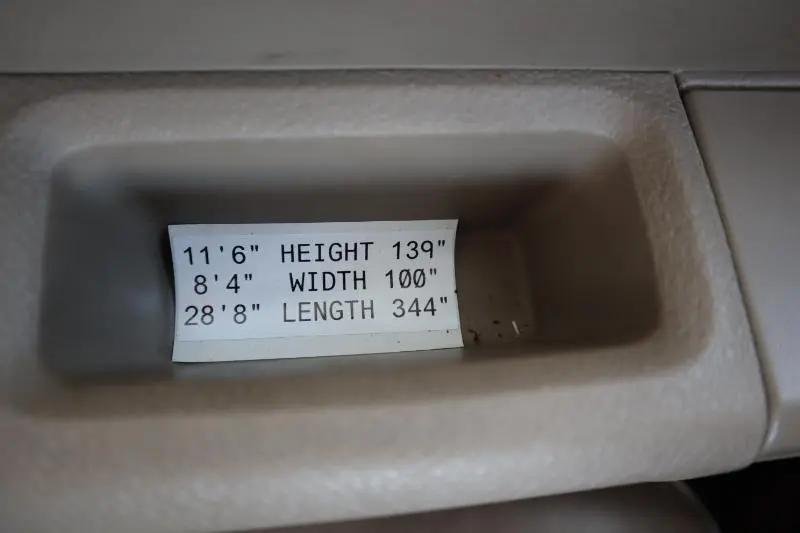 11'6" HEIGHT 139"
8'4" WIDTH 100"
28'8" LENGTH 344"